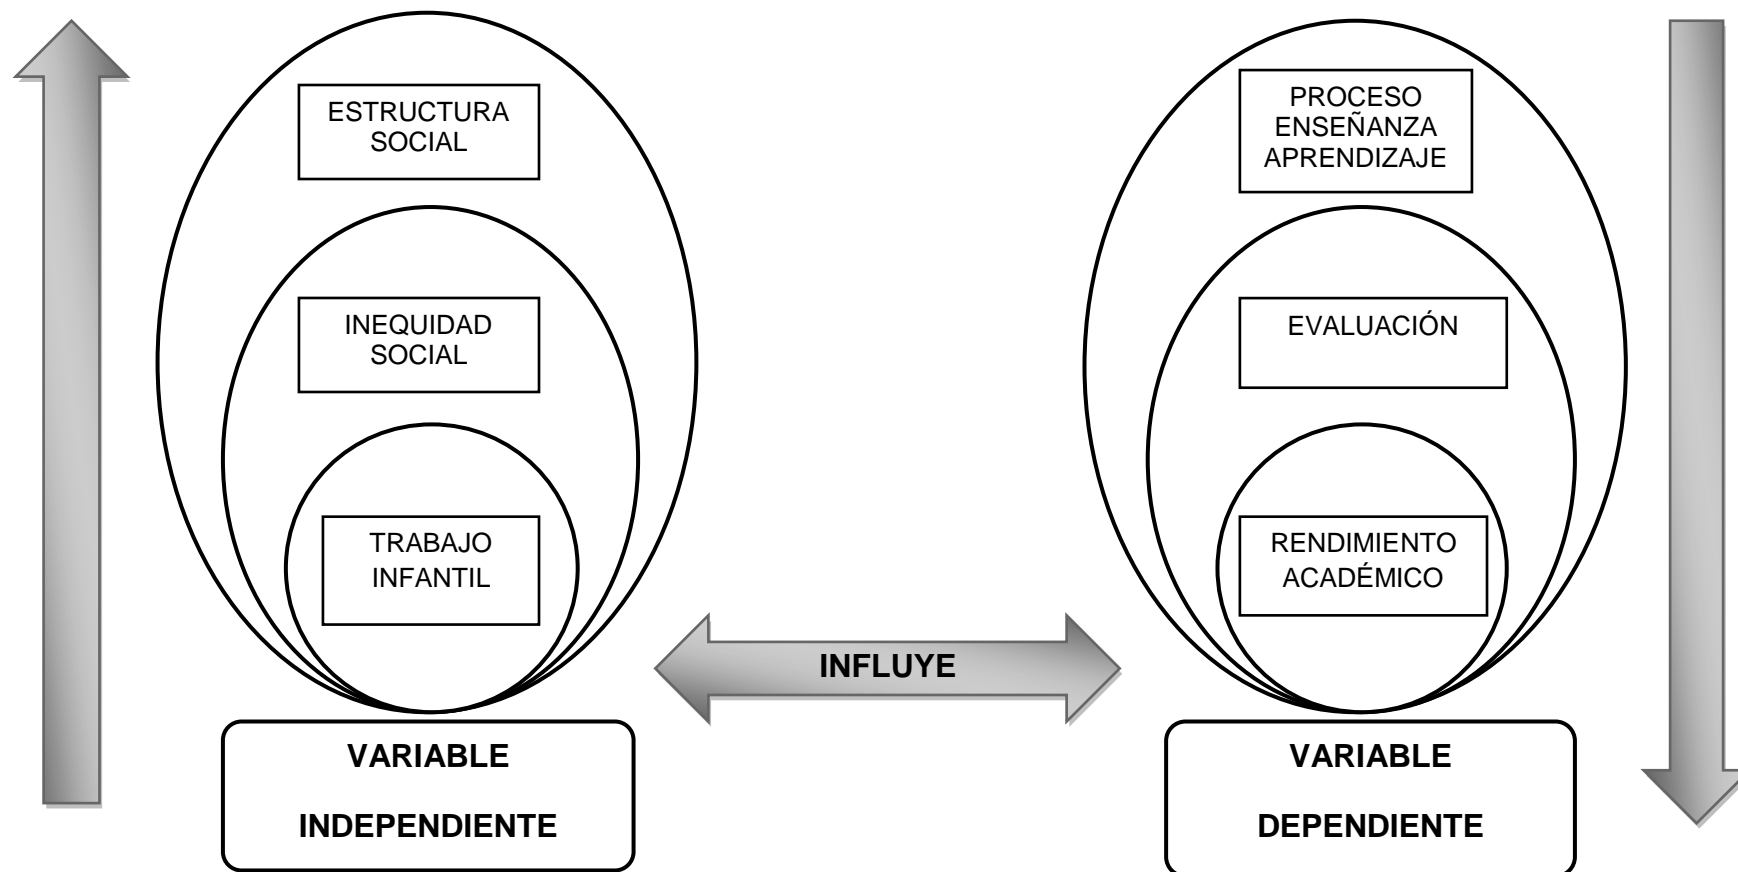 ESTRUCTURA
SOCIAL
INEQUIDAD
SOCIAL
TRABAJO
INFANTIL
VARIABLE
INDEPENDIENTE
INFLUYE
PROCESO
ENSEÑANZA
APRENDIZAJE
EVALUACIÓN
RENDIMIENTO
ACADÉMICO
VARIABLE
DEPENDIENTE